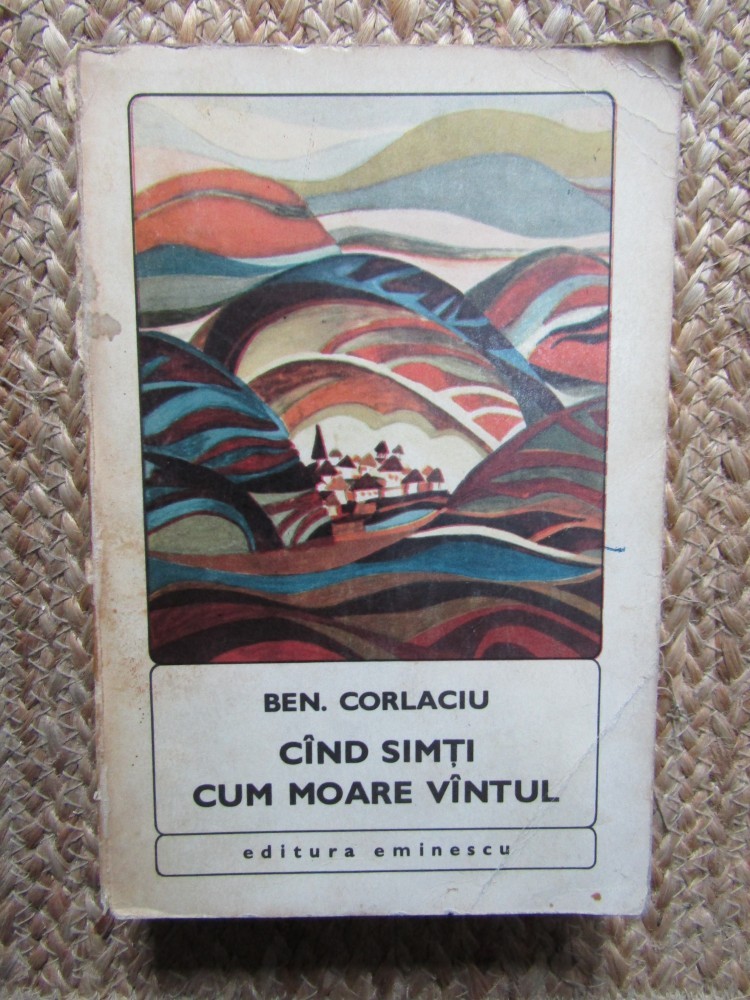 BEN. CORLACIU
CÎND SIMȚI
CUM MOARE VÎNTUL
editura eminescu